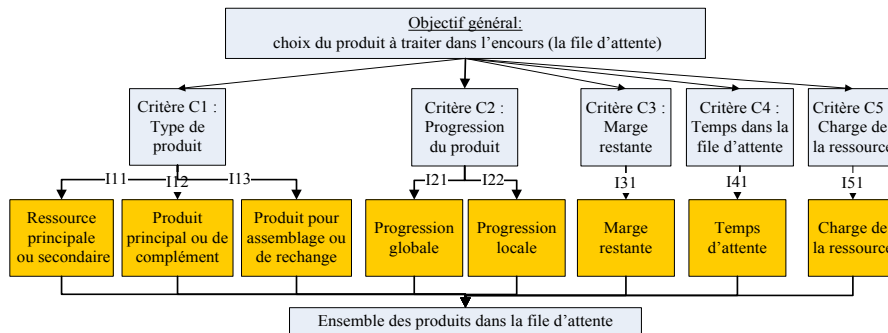 Objectif général:
choix du produit à traiter dans l’encours (la file d’attente)
Critère C1 :
Type de
produit
Critère C2 :
Progression
du produit
Critère C3 :
Marge
restante
Critère C4 :
Temps dans la
file d’attente
Critère C5 :
Charge de
la ressource
I11
I12
I13
I21
I22
I31
I41
I51
Ressource
principale
ou secondaire
Produit
principal ou de
complément
Produit pour
assemblage ou
de rechange
Progression
globale
Progression
locale
Marge
restante
Temps
d’attente
Charge de
la ressource
Ensemble des produits dans la file d’attente